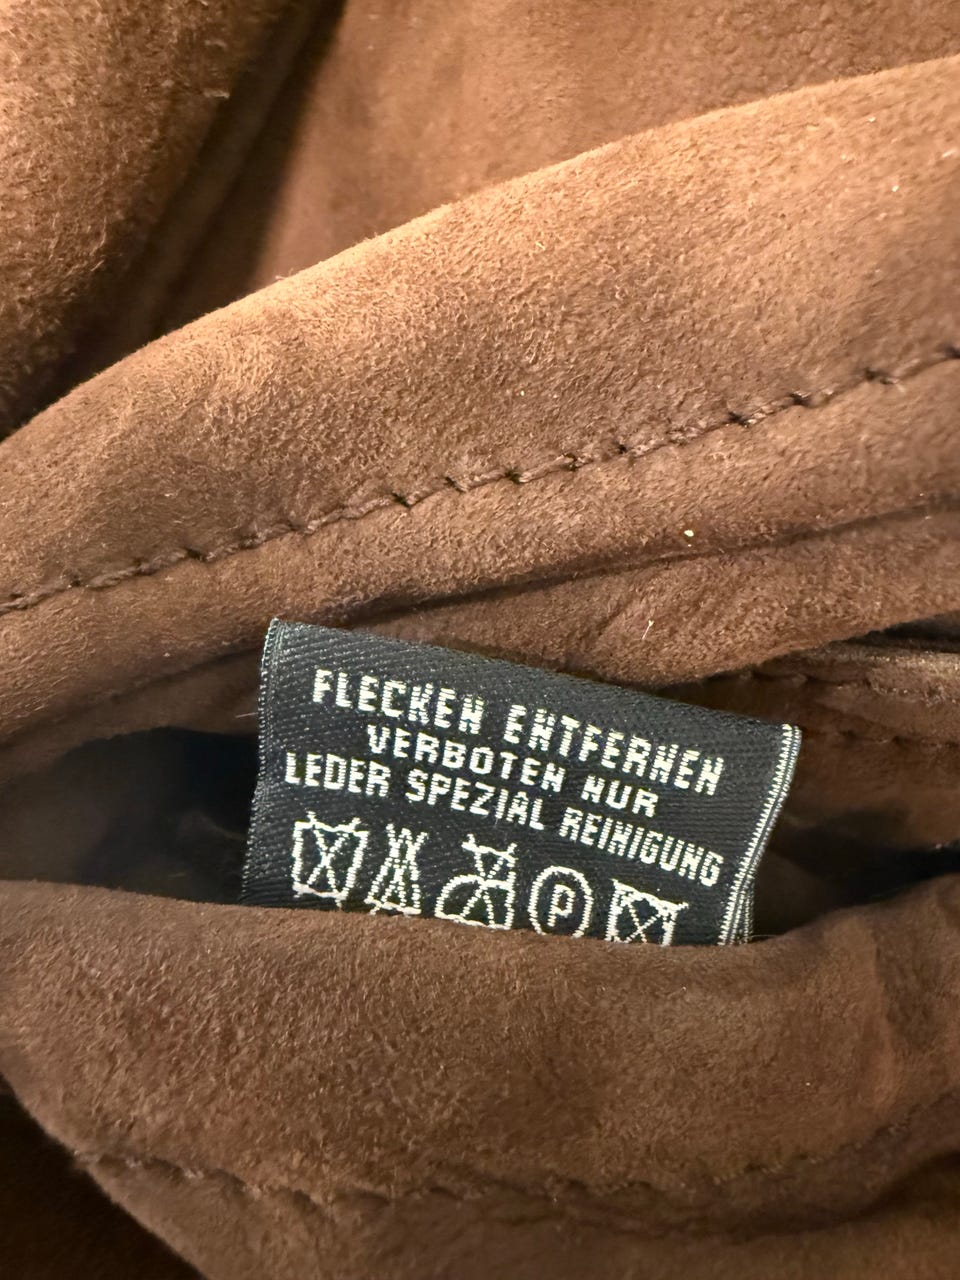 FLECKEN ENTFERNEN
VERBOTEN NUR
LEDER SPEZIAL REINIGUNG
P